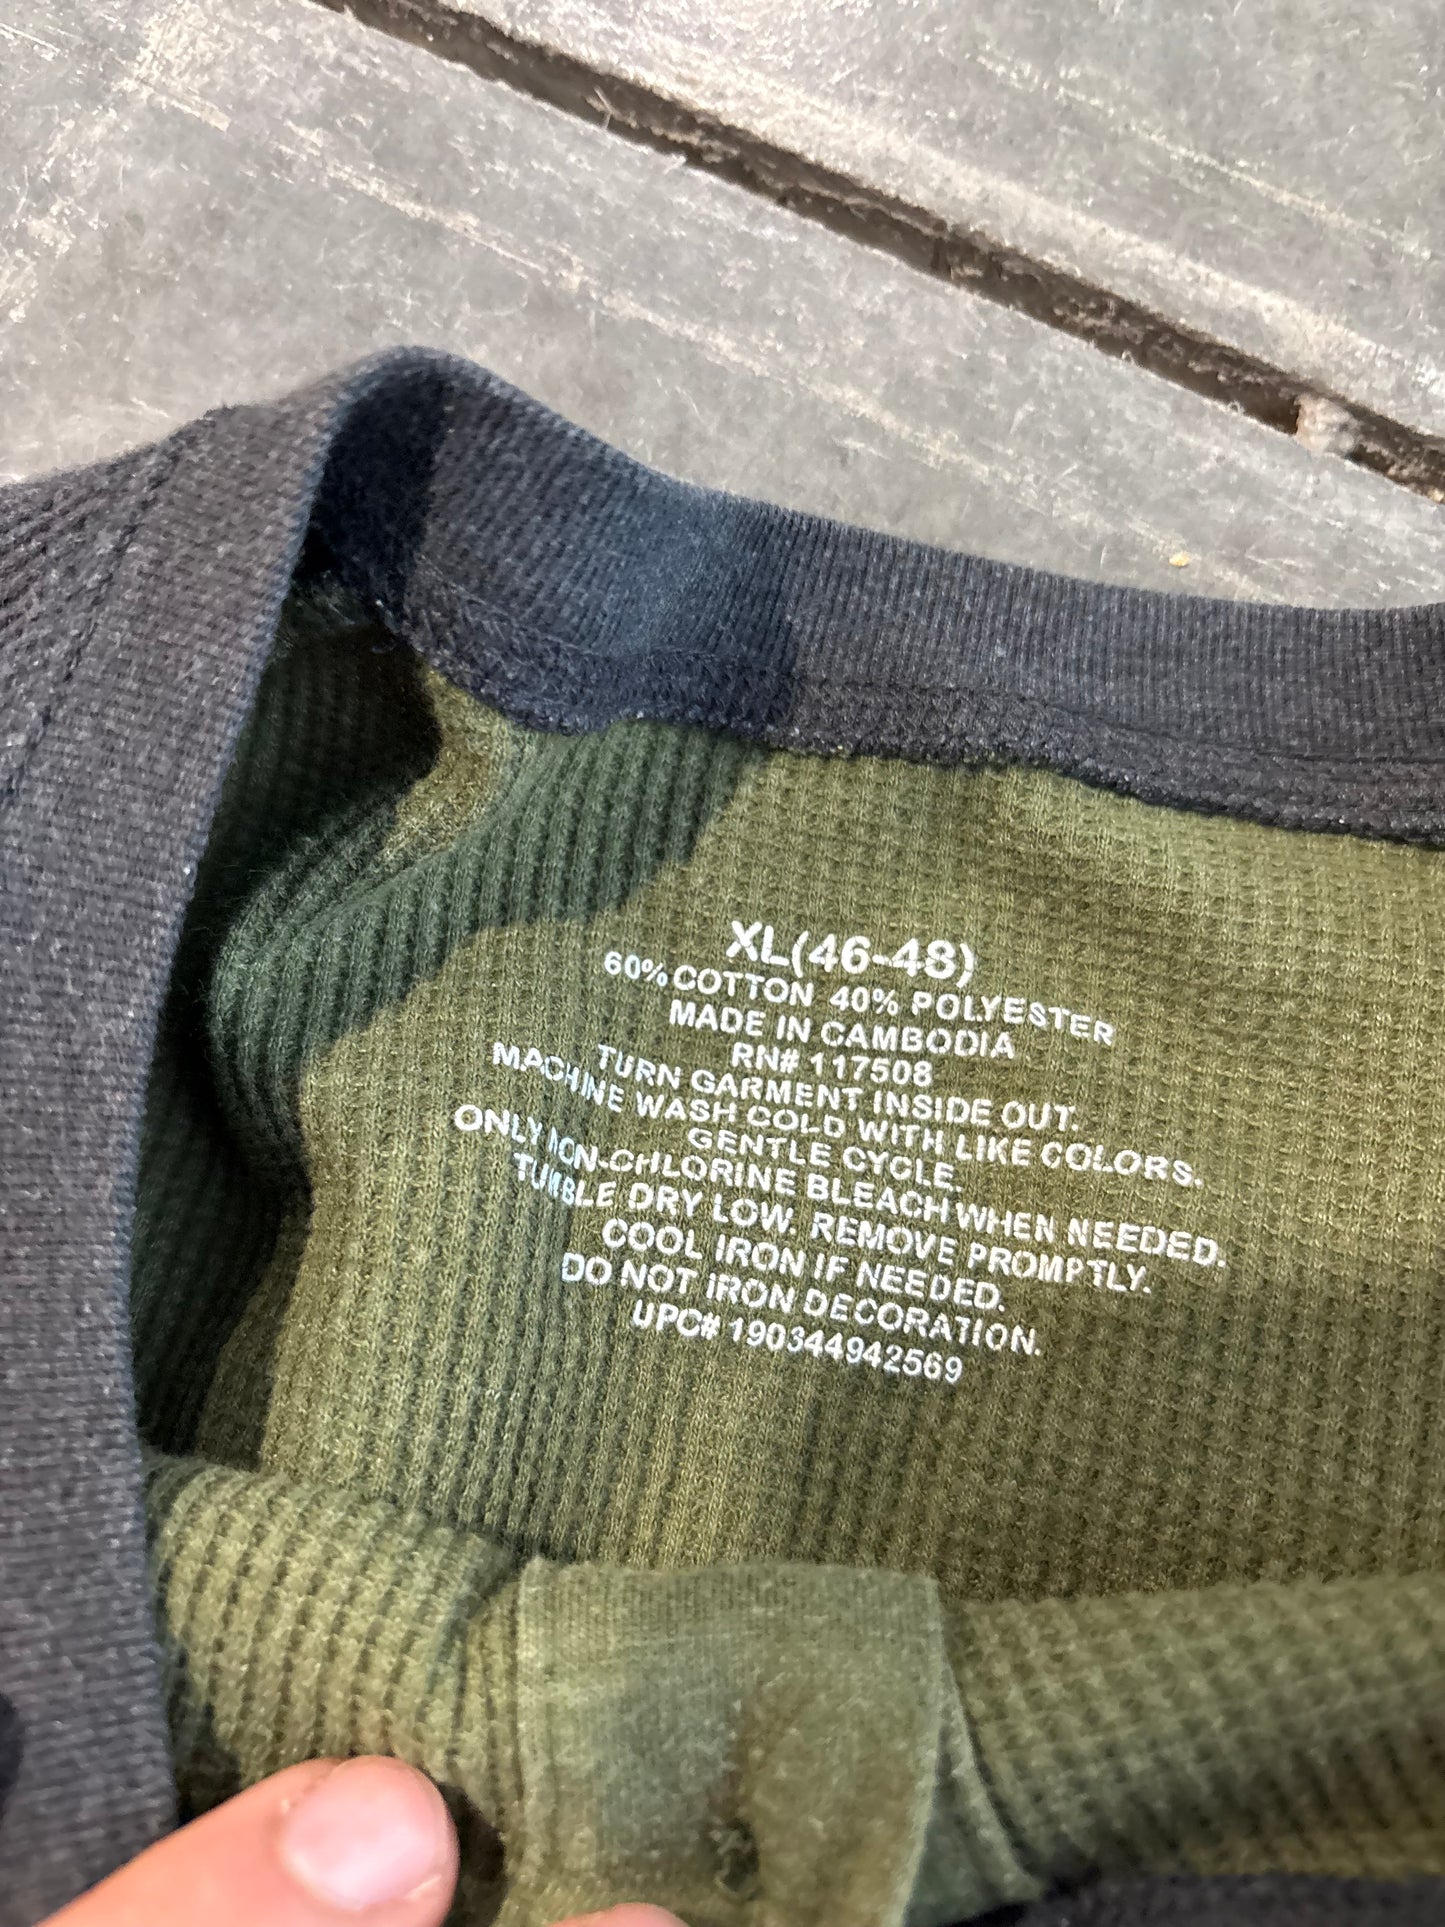 XL(46-48)
60% COTTON 40% POLYESTER
MADE IN CAMBODIA
RN# 117508
TURN GARMENT INSIDE OUT.
MACHINE WASH COLD WITH LIKE COLORS.
GENTLE CYCLE.
ONLY NON-CHLORINE BLEACH WHEN NEEDED.
TUMBLE DRY LOW. REMOVE PROMPTLY.
COOL IRON IF NEEDED.
DO NOT IRON DECORATION.
UPC# 190344942569